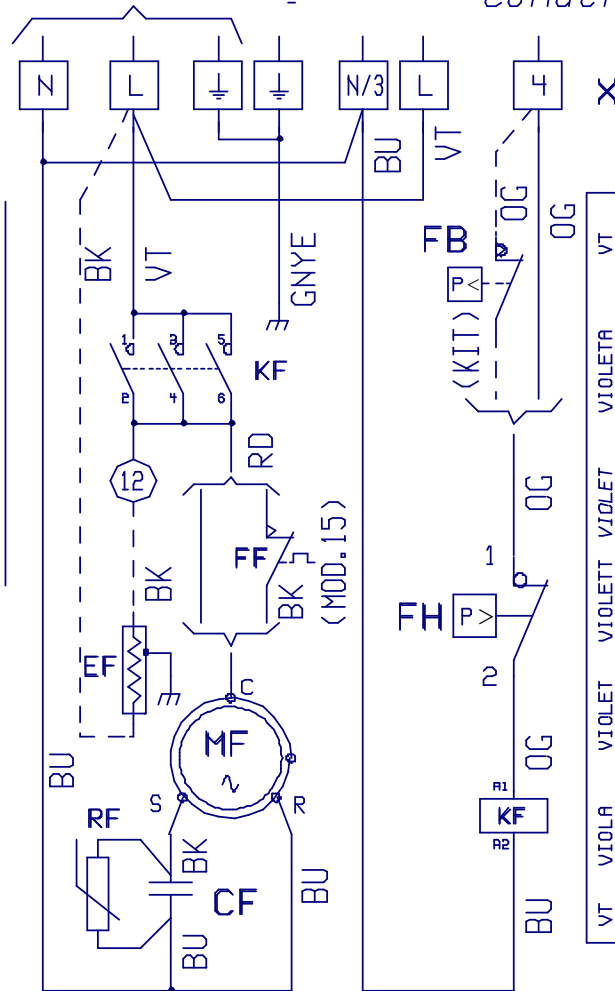 N
L
N/3
L
4
X
BU
VT
OG
OG
FB
P<
(KIT)
BK
VT
GNYE
1
3
5
KF
2
4
6
12
RD
OG
FF
BK
(MOD.15)
BK
1
FH
P>
2
EF
C
MF
BU
S
R
OG
A1
KF
A2
RF
BK
CF
BU
BU
BU
VT VIOLA VIOLET VIOLETT VIOLET VIOLETA VT